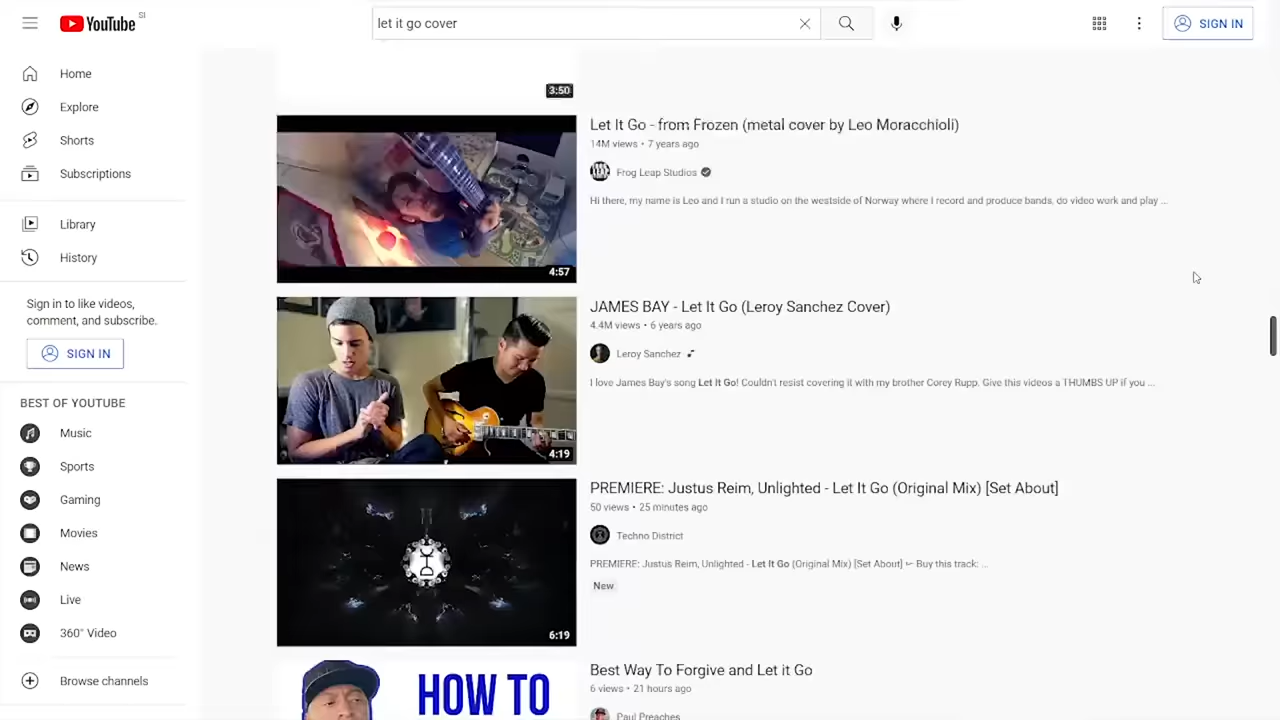 YouTube SI
let it go cover
SIGN IN
Home
Explore
Shorts
Subscriptions
Library
History
Sign in to like videos,
comment, and subscribe.
SIGN IN
BEST OF YOUTUBE
Music
Sports
Gaming
Movies
News
Live
360° Video
Browse channels
3:50
4:57
Let It Go - from Frozen (metal cover by Leo Moracchioli)
14M views • 7 years ago
Frog Leap Studios
Hi there, my name is Leo and I run a studio on the westside of Norway where I record and produce bands, do video work and play ...
4:19
JAMES BAY - Let It Go (Leroy Sanchez Cover)
4.4M views • 6 years ago
Leroy Sanchez
I love James Bay's song Let It Go! Couldn't resist covering it with my brother Corey Rupp. Give this videos a THUMBS UP if you ...
6:19
PREMIERE: Justus Reim, Unlighted - Let It Go (Original Mix) [Set About]
50 views • 25 minutes ago
Techno District
PREMIERE: Justus Reim, Unlighted - Let It Go (Original Mix) [Set About] ⤷ Buy this track: ...
New
HOW TO
Best Way To Forgive and Let it Go
6 views • 21 hours ago
Paul Preaches